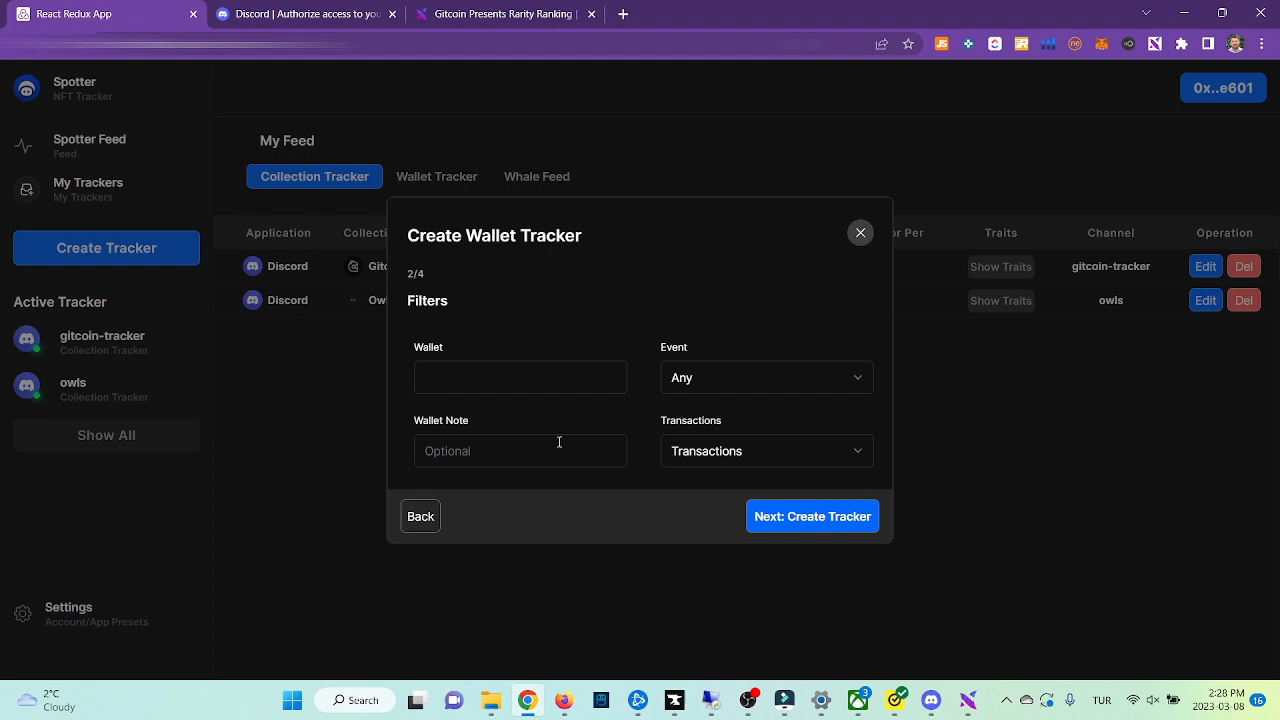 React Redux App
Discord | Authorize access to you
Gitcoin Presents Rarity Ranking |
Spotter
NFT Tracker
0x..e601
Spotter Feed
Feed
My Trackers
My Trackers
Create Tracker
Active Tracker
gitcoin-tracker
Collection Tracker
owls
Collection Tracker
Show All
Settings
Account/App Presets
My Feed
Collection Tracker Wallet Tracker Whale Feed
Application Collecti or Per Traits Channel Operation
Discord Gitc Show Traits gitcoin-tracker Edit Del
Discord Ow Show Traits owls Edit Del
Create Wallet Tracker
2/4
Filters
Wallet Event
Any
Wallet Note Transactions
Optional Transactions
Back Next: Create Tracker
2°C
Cloudy
Search
3
TUR
2:28 PM
2023-03-08
16